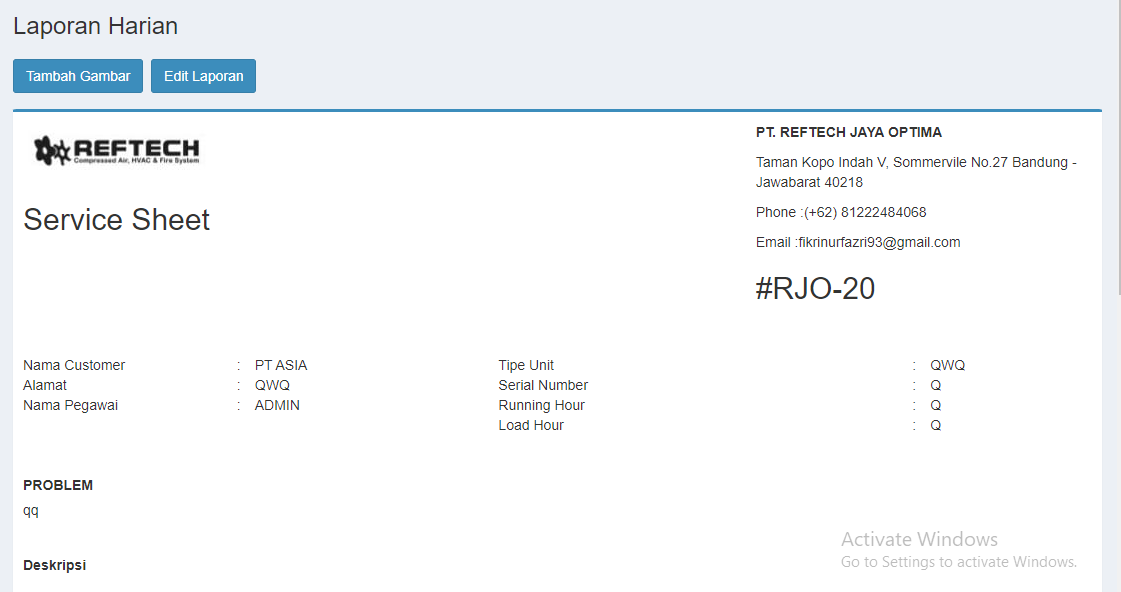 Laporan Harian
Tambah Gambar
Edit Laporan
REFTECH
Compressed Air, HVAC & Fire System
Service Sheet
PT. REFTECH JAYA OPTIMA
Taman Kopo Indah V, Sommervile No.27 Bandung -
Jawabarat 40218
Phone :(+62) 81222484068
Email :fikrinurfazri93@gmail.com
#RJO-20
Nama Customer : PT ASIA
Alamat : QWQ
Nama Pegawai : ADMIN
Tipe Unit : QWQ
Serial Number : Q
Running Hour : Q
Load Hour : Q
PROBLEM
qq
Deskripsi
Activate Windows
Go to Settings to activate Windows.